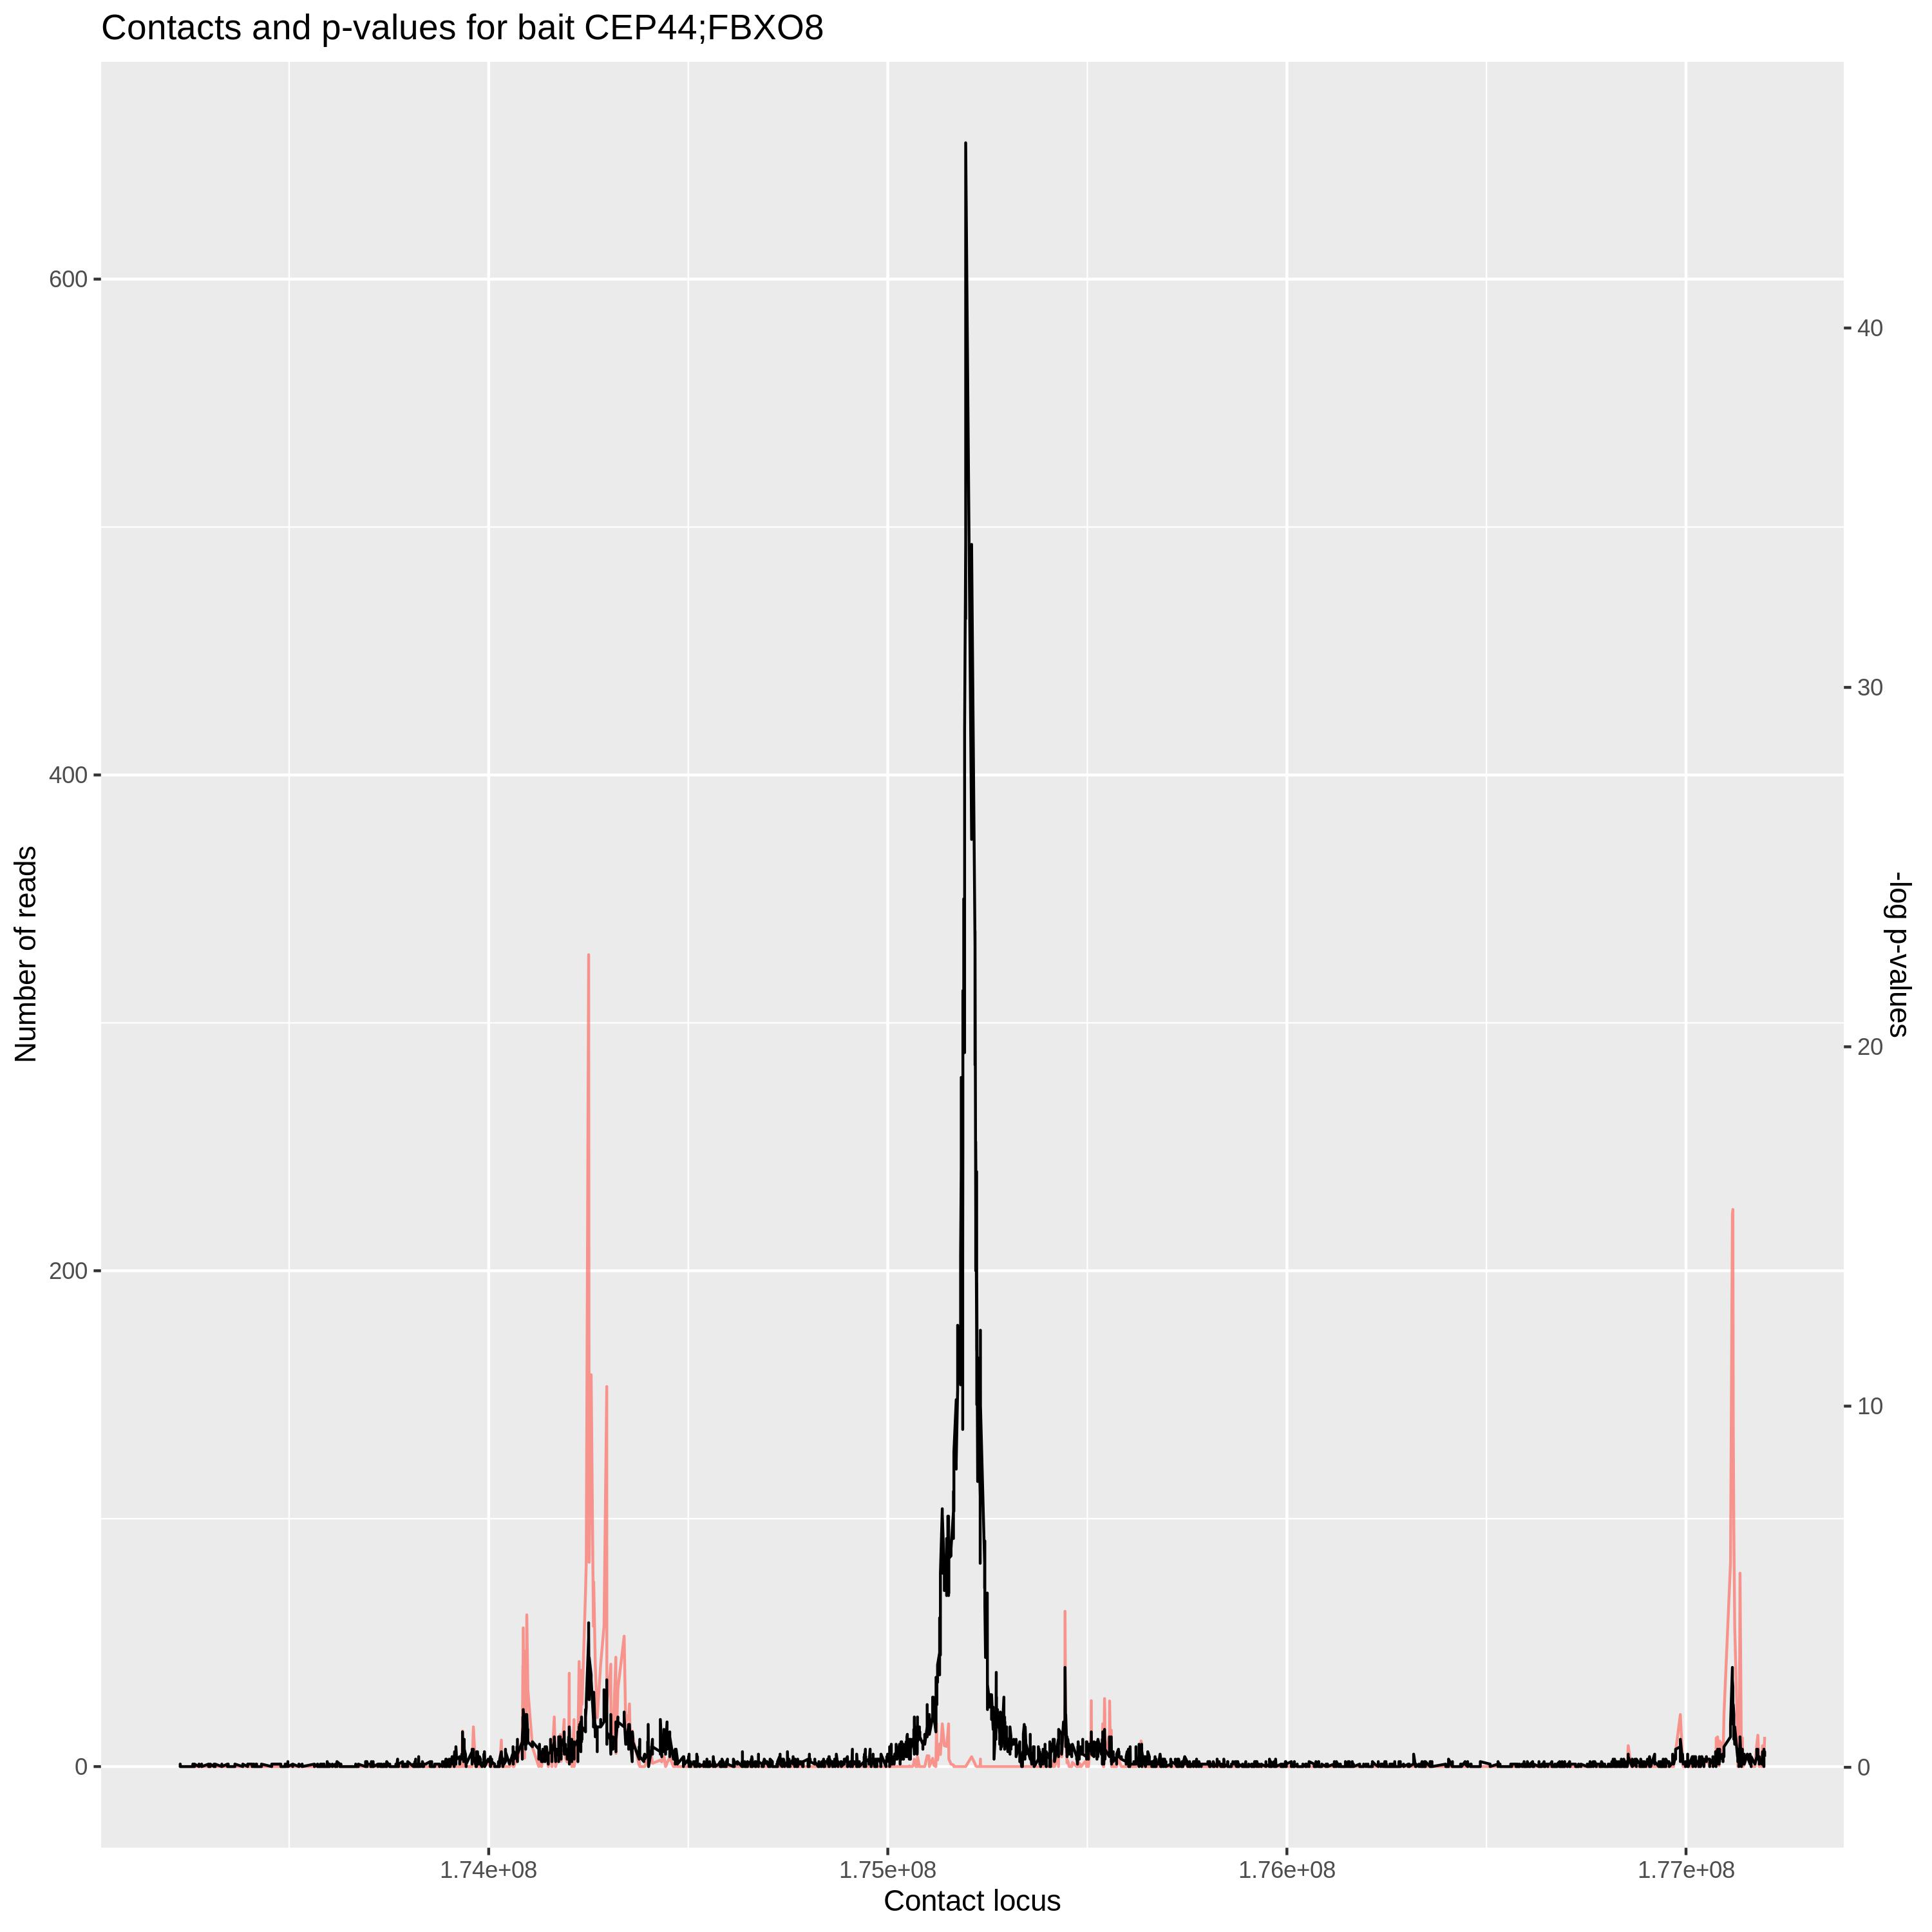 Contacts and p-values for bait CEP44;FBXO8
600
400
200
0
Number of reads
40
30
20
10
0
-log p-values
1.74e+08
1.75e+08
1.76e+08
1.77e+08
Contact locus